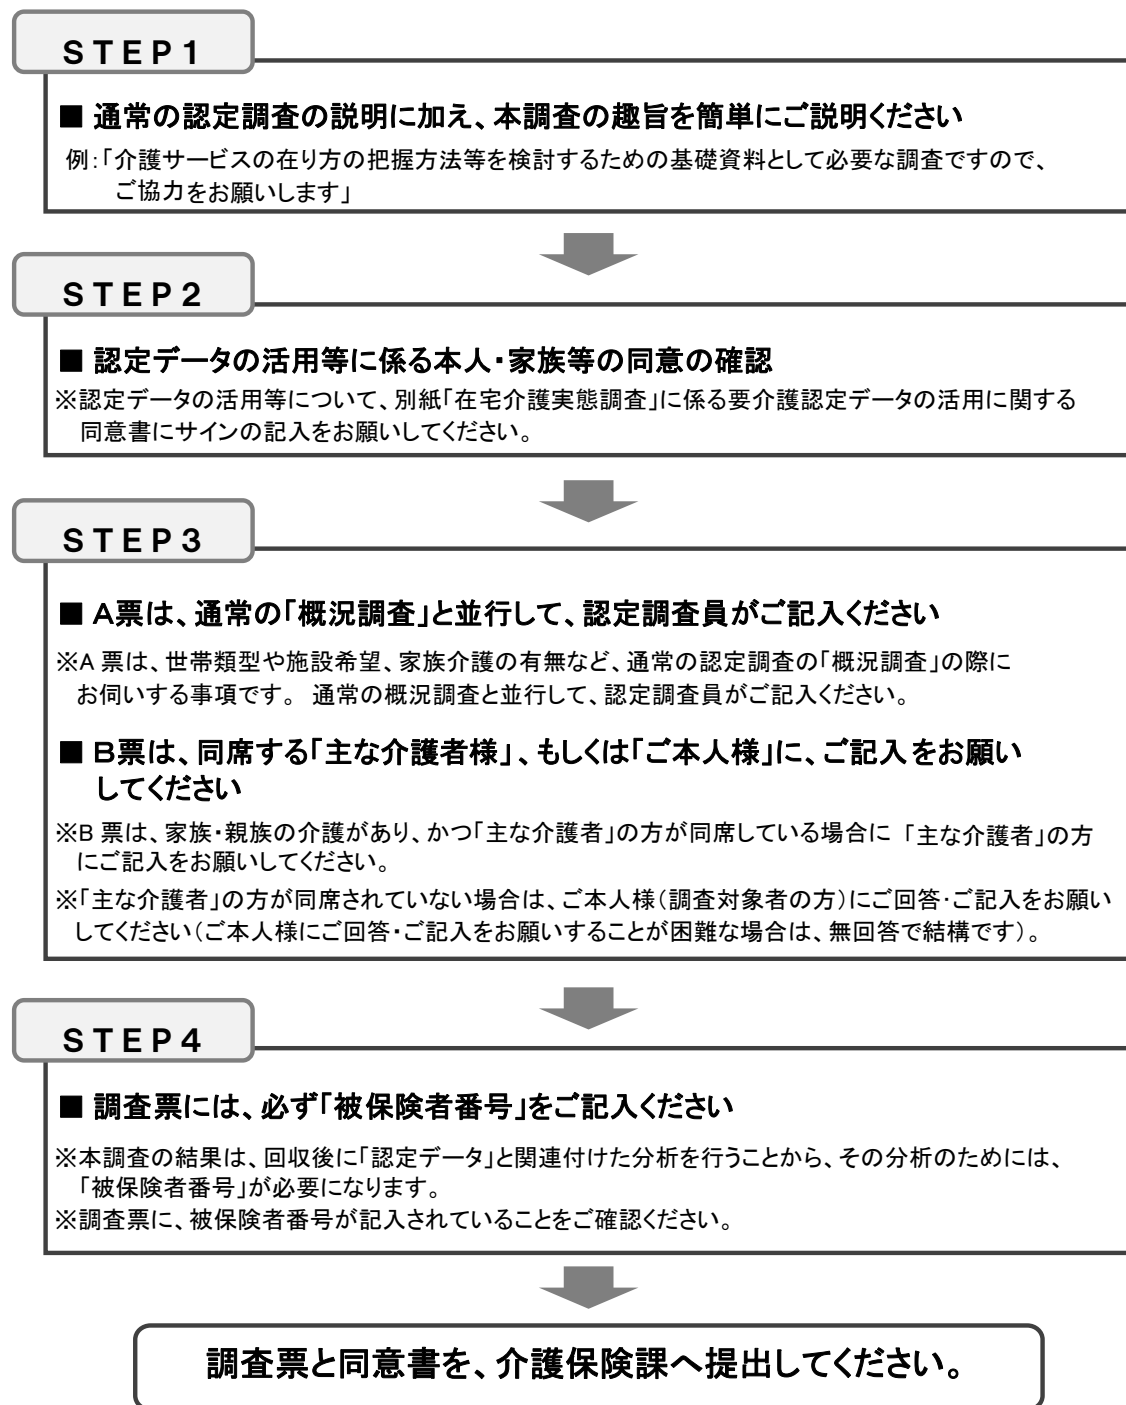 STEP1
■ 通常の認定調査の説明に加え、本調査の趣旨を簡単にご説明ください
例：「介護サービスの在り方の把握方法等を検討するための基礎資料として必要な調査ですので、
ご協力をお願いします」
STEP2
■ 認定データの活用等に係る本人・家族等の同意の確認
※認定データの活用等について、別紙「在宅介護実態調査」に係る要介護認定データの活用に関する
同意書にサインの記入をお願いしてください。
STEP3
■ A票は、通常の「概況調査」と並行して、認定調査員がご記入ください
※A 票は、世帯類型や施設希望、家族介護の有無など、通常の認定調査の「概況調査」の際に
お伺いする事項です。 通常の概況調査と並行して、認定調査員がご記入ください。
■ B票は、同席する「主な介護者様」、もしくは「ご本人様」に、ご記入をお願い
してください
※B 票は、家族・親族の介護があり、かつ「主な介護者」の方が同席している場合に 「主な介護者」の方
にご記入をお願いしてください。
※「主な介護者」の方が同席されていない場合は、ご本人様（調査対象者の方）にご回答・ご記入をお願い
してください（ご本人様にご回答・ご記入をお願いすることが困難な場合は、無回答で結構です）。
STEP4
■ 調査票には、必ず「被保険者番号」をご記入ください
※本調査の結果は、回収後に「認定データ」と関連付けた分析を行うことから、その分析のためには、
「被保険者番号」が必要になります。
※調査票に、被保険者番号が記入されていることをご確認ください。
調査票と同意書を、介護保険課へ提出してください。